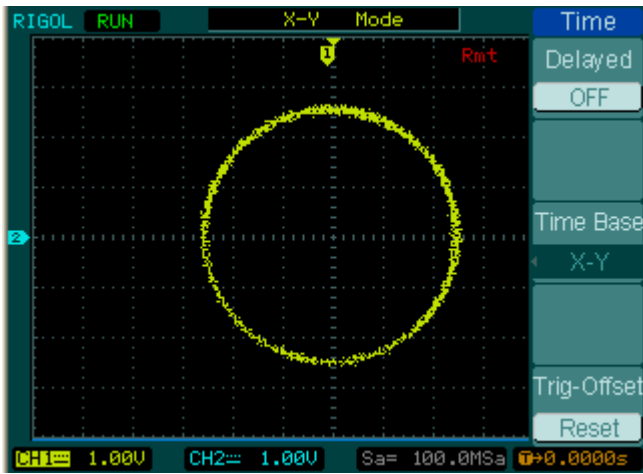 RIGOL RUN X-Y Mode Time
1
Rmt
Delayed
OFF
2
Time Base
X-Y
Trig-Offset
Reset
CH1 1.00V CH2 1.00V Sa= 100.0MSa T→0.0000s